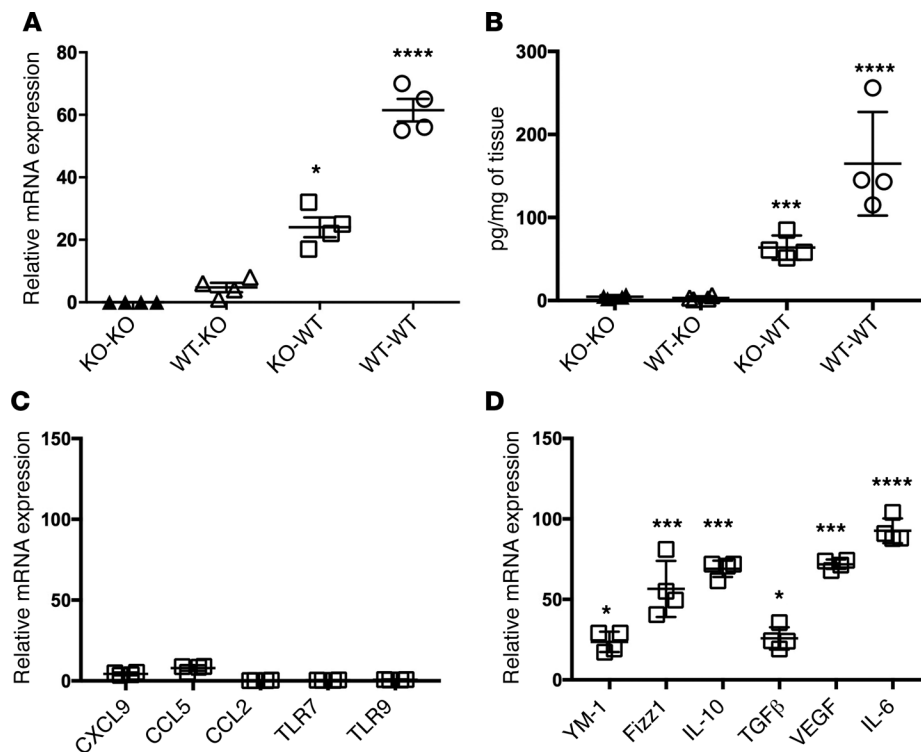 A
Relative mRNA expression
80
60
40
20
0
*
****
KO-KO
WT-KO
KO-WT
WT-WT
B
pg/mg of tissue
300
200
100
0
***
****
KO-KO
WT-KO
KO-WT
WT-WT
C
Relative mRNA expression
150
100
50
0
CXCL9
CCL5
CCL2
TLR7
TLR9
D
Relative mRNA expression
150
100
50
0
*
***
***
*
***
****
YM-1
Fizz1
IL-10
TGFβ
VEGF
IL-6